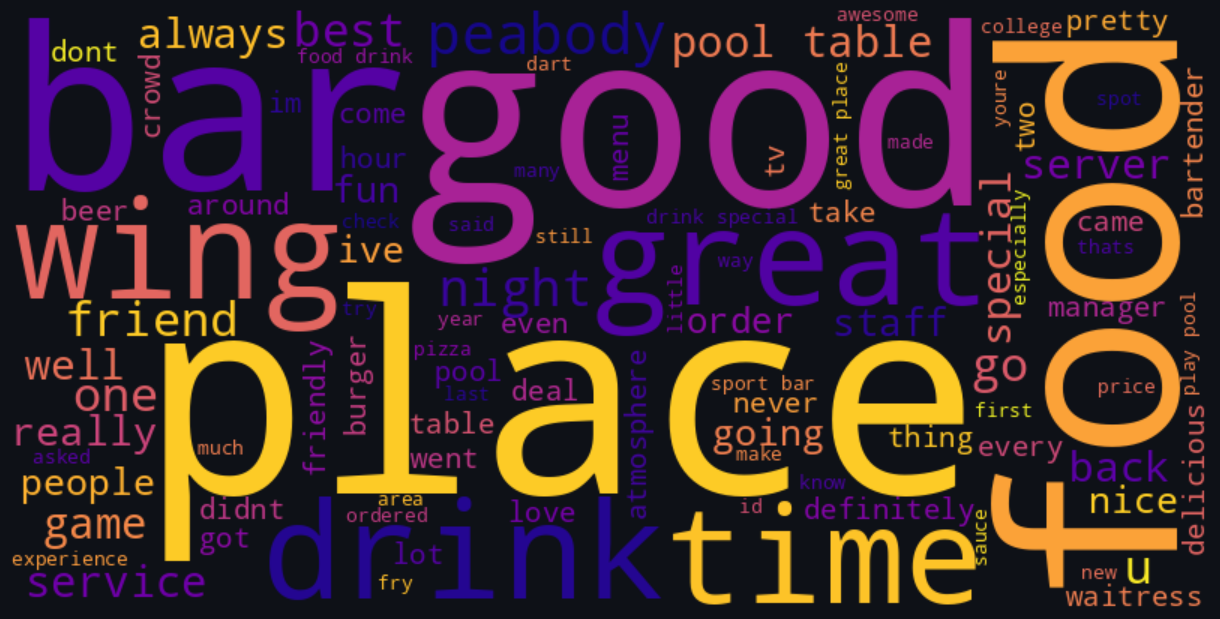 bar
good
place
food
wing
great
drink
time
dont
always
best
food drink
peabody
pool table
awesome
college
pretty
crowd
im
come
dart
menu
tv
great place
made
youre
two
spot
bartender
server
hour
fun
many
beer
around
check
said
still
drink special
take
special
especially
came
thats
ive
night
little
way
friend
try
year
even
order
staff
manager
play pool
well
one
friendly
burger
pizza
pool
last
deal
atmosphere
sport bar
never
go
price
first
really
asked
much
table
went
going
make
thing
every
back
delicious
people
game
experience
service
didnt
got
area
ordered
lot
fry
love
id
know
definitely
sauce
nice
new
u
waitress